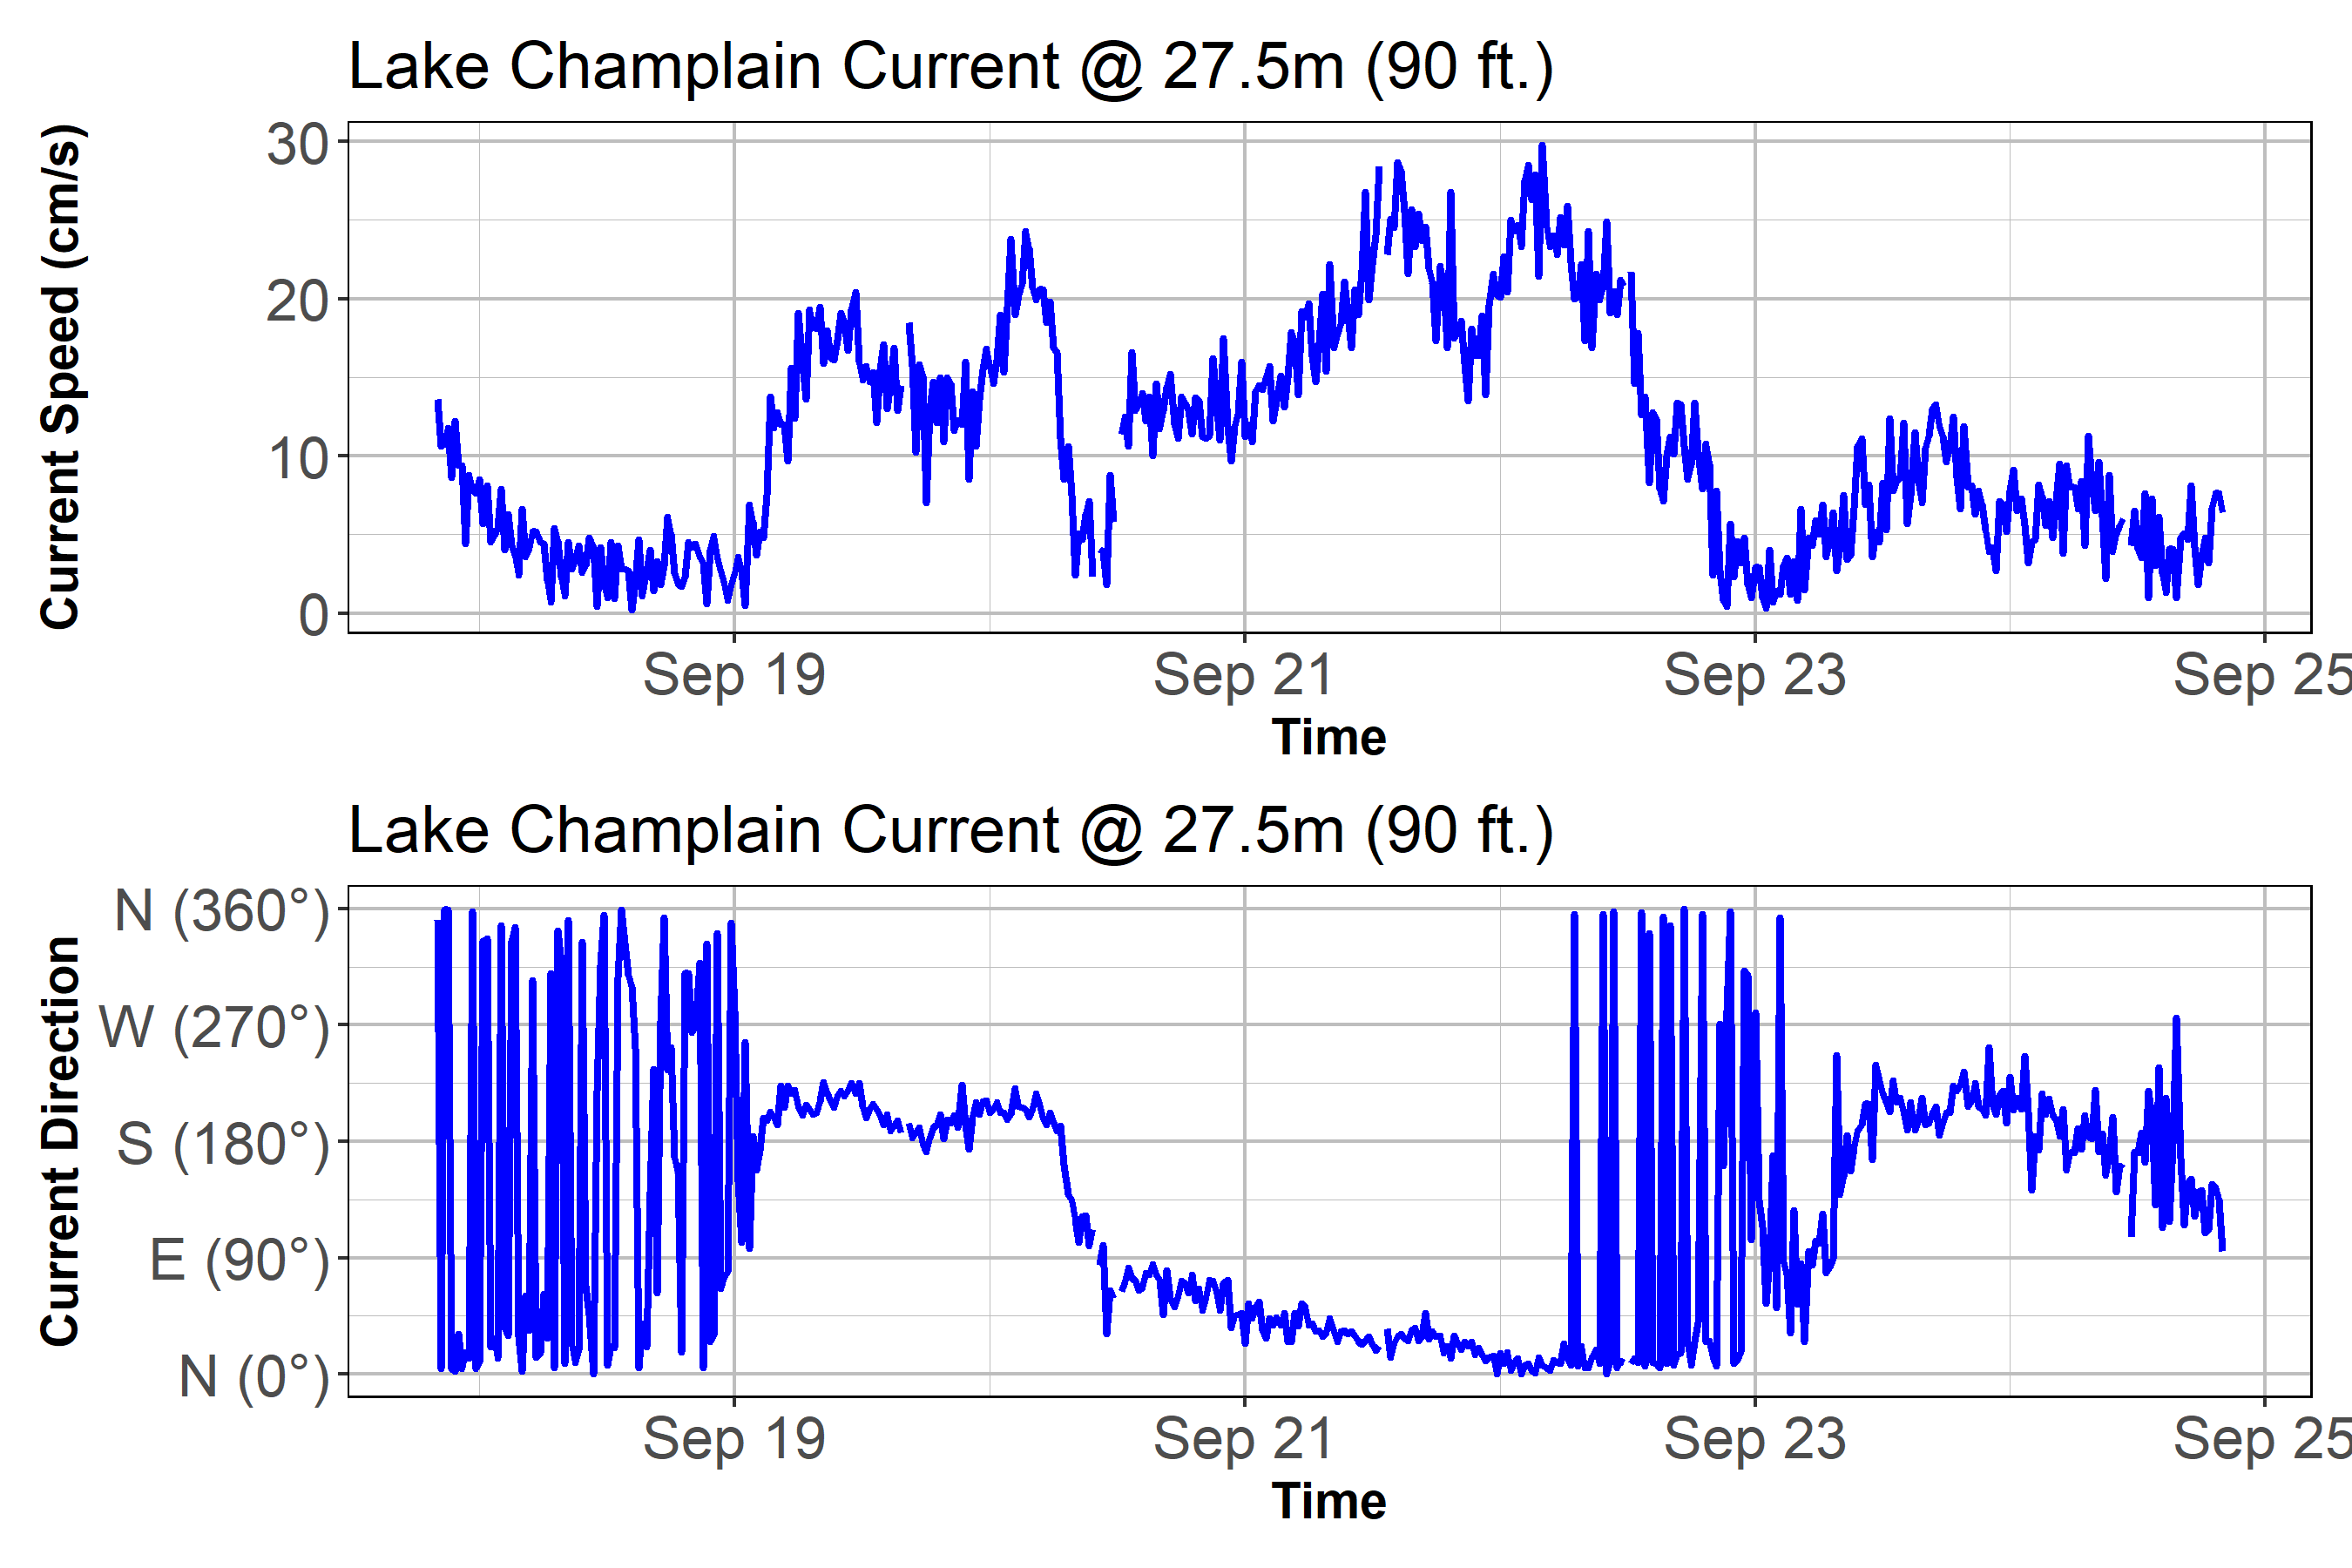 Lake Champlain Current @ 27.5m (90 ft.)
Current Speed (cm/s)
30
20
10
0
Sep 19 Sep 21 Sep 23 Sep 25
Time
Lake Champlain Current @ 27.5m (90 ft.)
Current Direction
N (360°)
W (270°)
S (180°)
E (90°)
N (0°)
Sep 19 Sep 21 Sep 23 Sep 25
Time